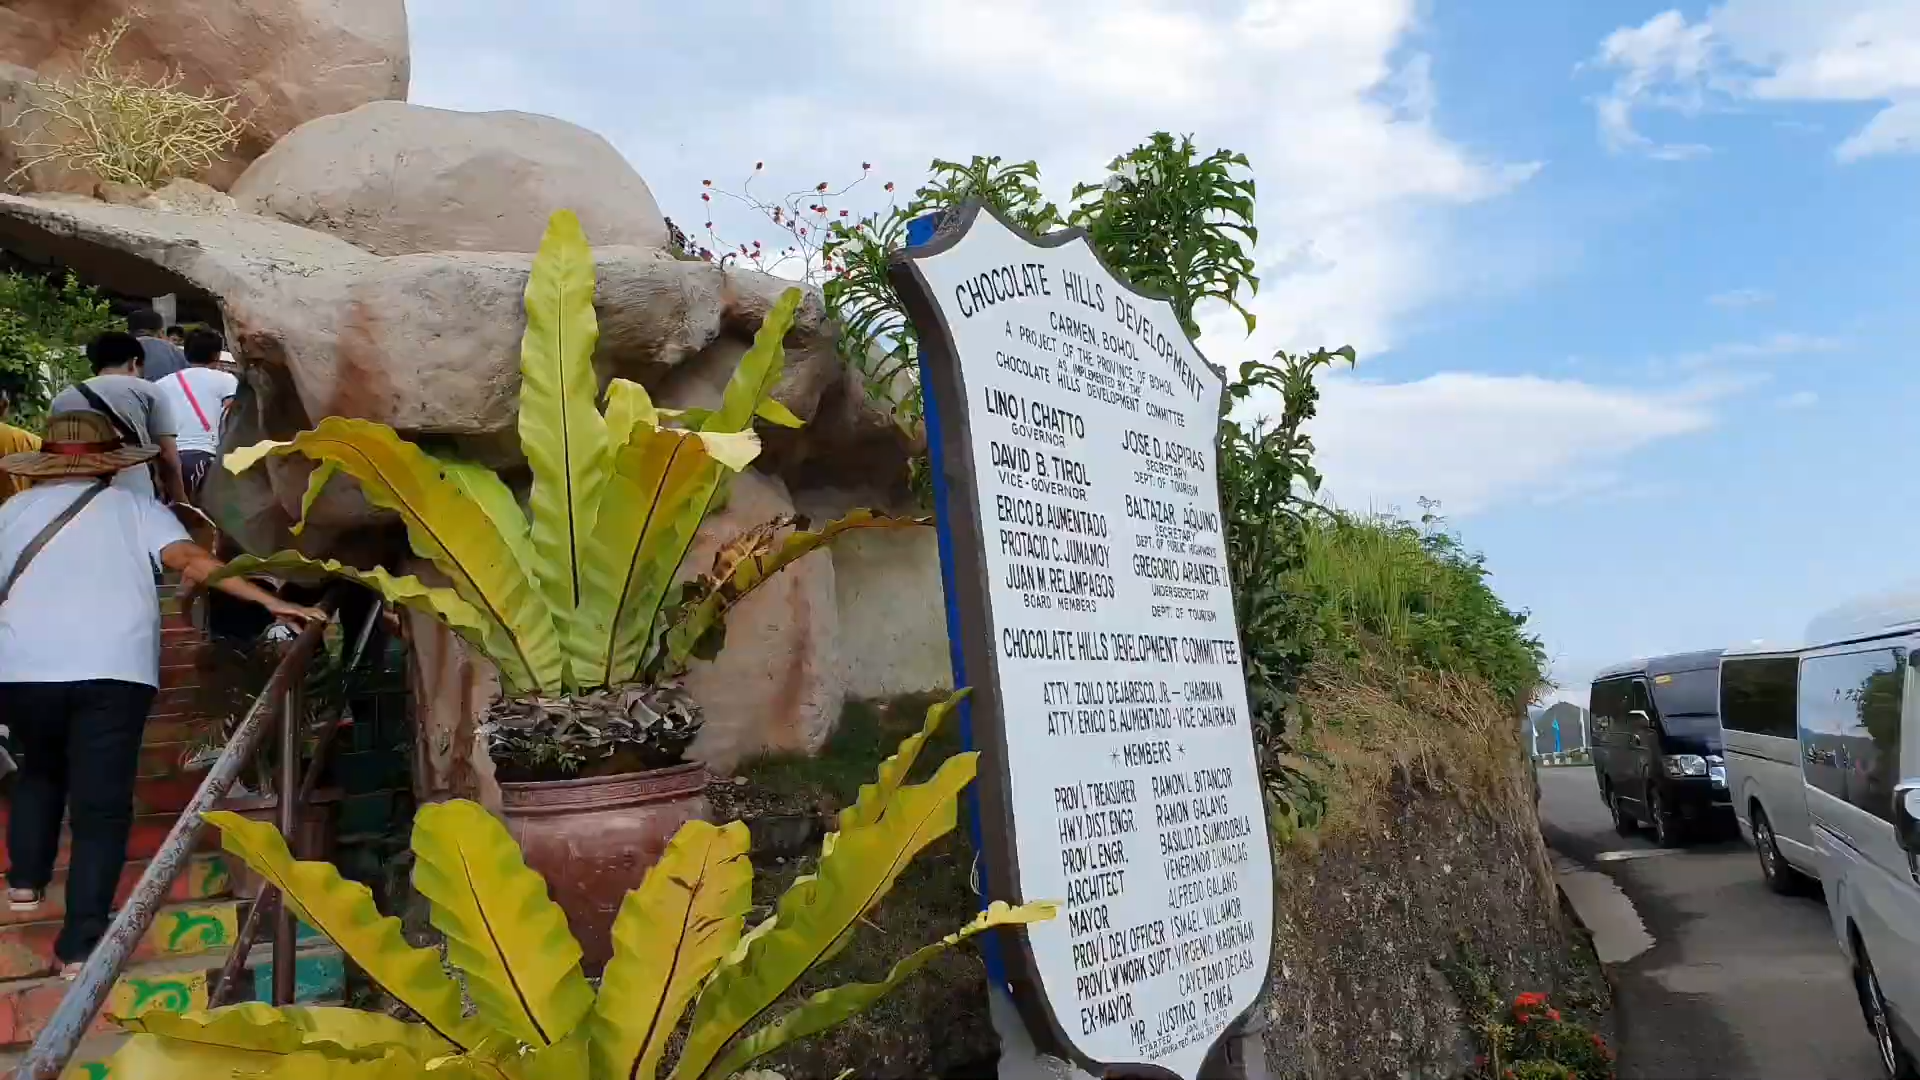 CHOCOLATE HILLS DEVELOPMENT
CARMEN, BOHOL
A PROJECT OF THE PROVINCE OF BOHOL
AS IMPLEMENTED BY THE
CHOCOLATE HILLS DEVELOPMENT COMMITTEE
LINO I. CHATTO
GOVERNOR
DAVID B. TIROL
VICE-GOVERNOR
ERICO B. AUMENTADO
PROTACIO C. JUMAMOY
JUAN M. RELAMPAGOS
BOARD MEMBERS
JOSE D. ASPIRAS
SECRETARY
DEPT. OF TOURISM
BALTAZAR AQUINO
SECRETARY
DEPT. OF PUBLIC HIGHWAYS
GREGORIO ARANETA II
UNDERSECRETARY
DEPT. OF TOURISM
CHOCOLATE HILLS DEVELOPMENT COMMITTEE
ATTY. ZOILO DEJARESCO, JR. — CHAIRMAN
ATTY. ERICO B. AUMENTADO - VICE CHAIRMAN
* MEMBERS *
PROV'L TREASURER RAMON L. BITANCOR
HWY. DIST. ENGR. RAMON GALANG
PROV'L ENGR. BASILIO D. SUMODOBILA
ARCHITECT VENERANDO DUMADAG
MAYOR ALFREDO GALANG
PROV'L DEV. OFFICER ISMAEL VILLAMOR
PROV'L W WORK SUPT. VIRGENIO MADRIÑAN
EX-MAYOR CAYETANO DECASA
MR. JUSTINO ROMEA
STARTED
INAUGURATED